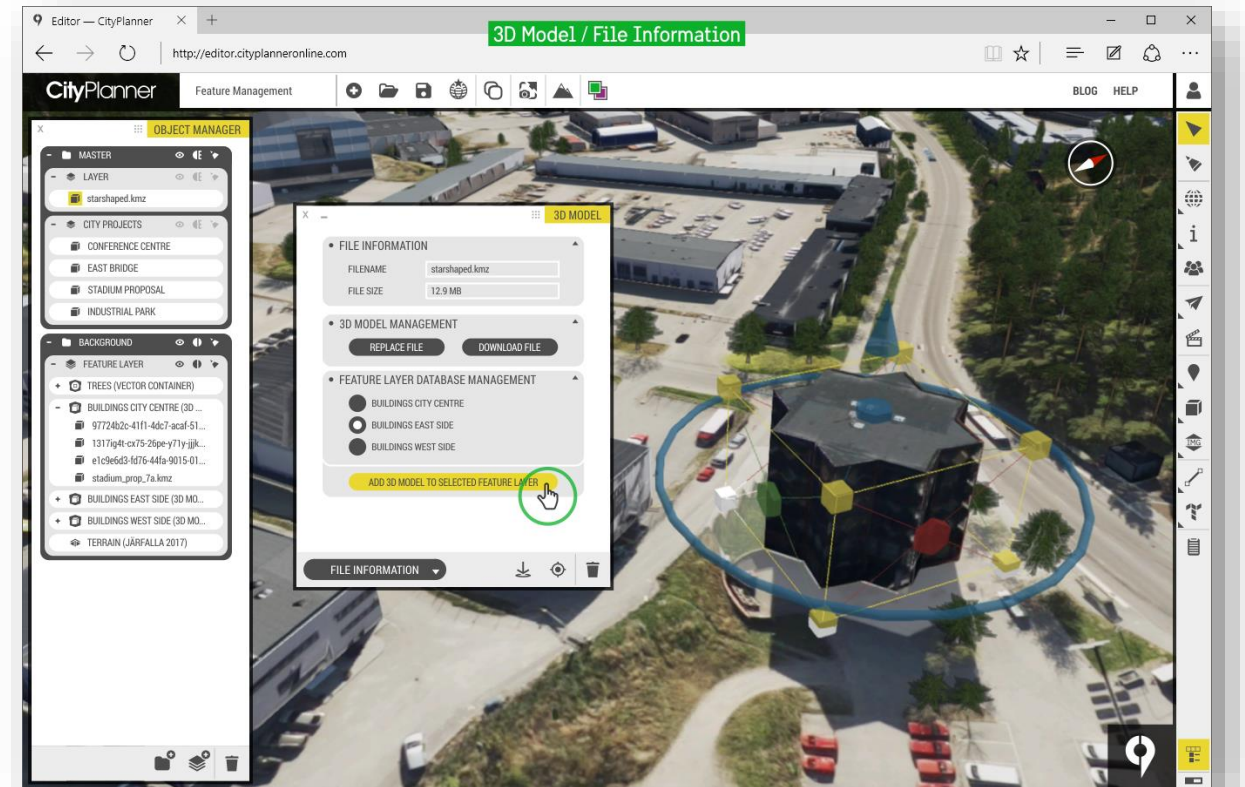 Editor — CityPlanner
3D Model / File Information
http://editor.cityplanneronline.com
CityPlanner
Feature Management
BLOG HELP
OBJECT MANAGER
MASTER
LAYER
starshaped.kmz
CITY PROJECTS
CONFERENCE CENTRE
EAST BRIDGE
STADIUM PROPOSAL
INDUSTRIAL PARK
BACKGROUND
FEATURE LAYER
TREES (VECTOR CONTAINER)
BUILDINGS CITY CENTRE (3D ...
97724b2c-41f1-4dc7-acaf-51...
1317ig4t-cx75-26pe-y71y-jjjk...
e1c9e6d3-fd76-44fa-9015-01...
stadium_prop_7a.kmz
BUILDINGS EAST SIDE (3D MO...
BUILDINGS WEST SIDE (3D MO...
TERRAIN (JÄRFALLA 2017)
3D MODEL
FILE INFORMATION
FILENAME starshaped.kmz
FILE SIZE 12.9 MB
3D MODEL MANAGEMENT
REPLACE FILE DOWNLOAD FILE
FEATURE LAYER DATABASE MANAGEMENT
BUILDINGS CITY CENTRE
BUILDINGS EAST SIDE
BUILDINGS WEST SIDE
ADD 3D MODEL TO SELECTED FEATURE LAYER
FILE INFORMATION
IMG